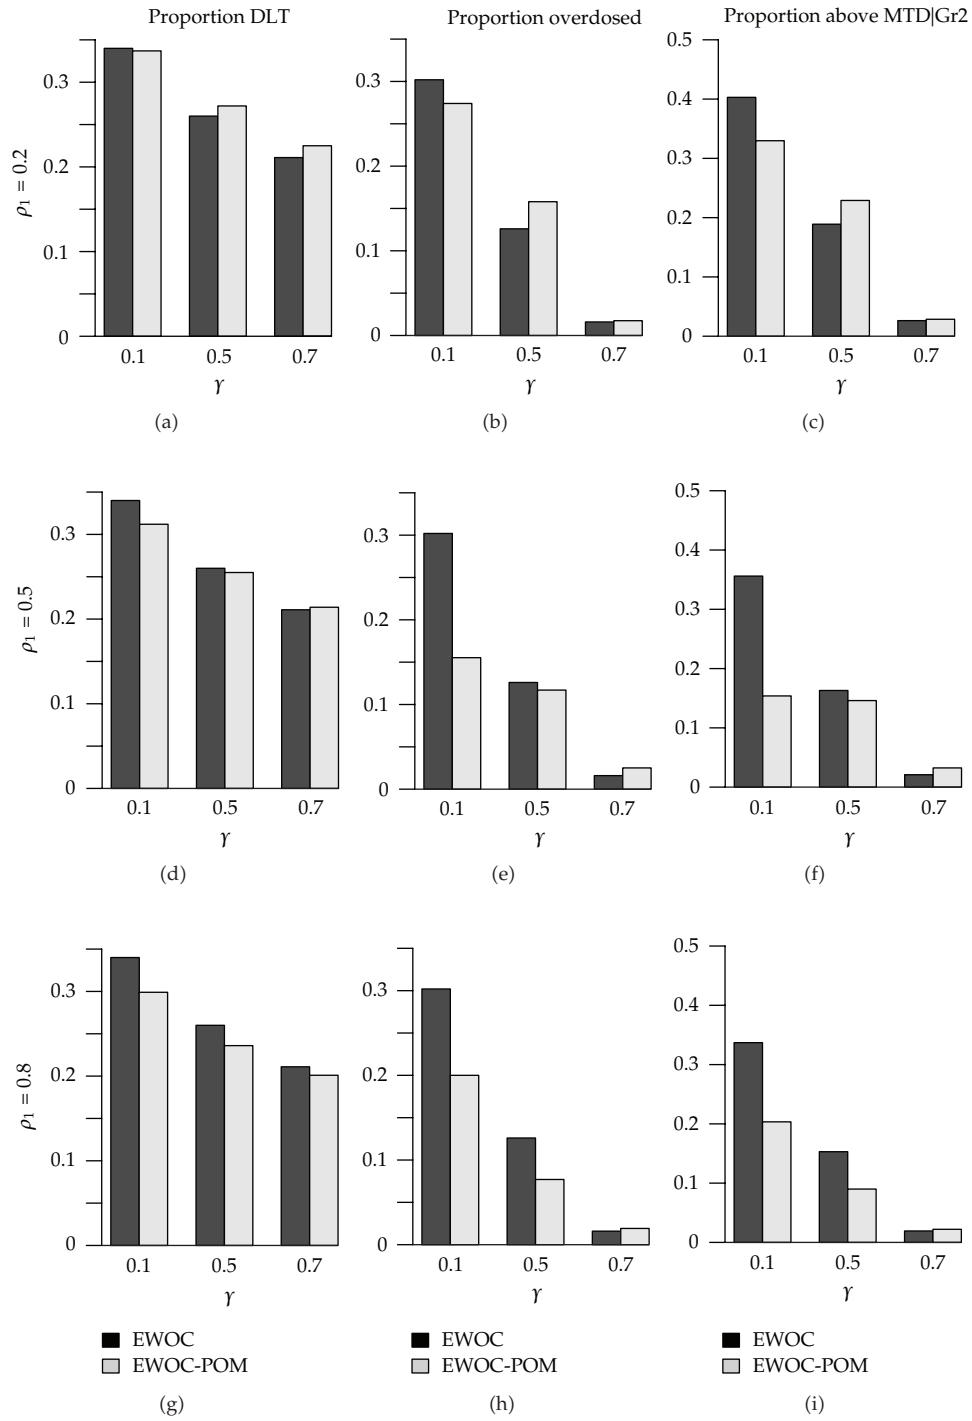 Proportion DLT
Proportion overdosed
Proportion above MTD|Gr2
ρ1 = 0.2
0.3
0.2
0.1
0
0.1 0.5 0.7
γ
(a)
0.3
0.2
0.1
0
0.1 0.5 0.7
γ
(b)
0.5
0.4
0.3
0.2
0.1
0
0.1 0.5 0.7
γ
(c)
ρ1 = 0.5
0.3
0.2
0.1
0
0.1 0.5 0.7
γ
(d)
0.3
0.2
0.1
0
0.1 0.5 0.7
γ
(e)
0.5
0.4
0.3
0.2
0.1
0
0.1 0.5 0.7
γ
(f)
ρ1 = 0.8
0.3
0.2
0.1
0
0.1 0.5 0.7
γ
EWOC
EWOC-POM
(g)
0.3
0.2
0.1
0
0.1 0.5 0.7
γ
EWOC
EWOC-POM
(h)
0.5
0.4
0.3
0.2
0.1
0
0.1 0.5 0.7
γ
EWOC
EWOC-POM
(i)